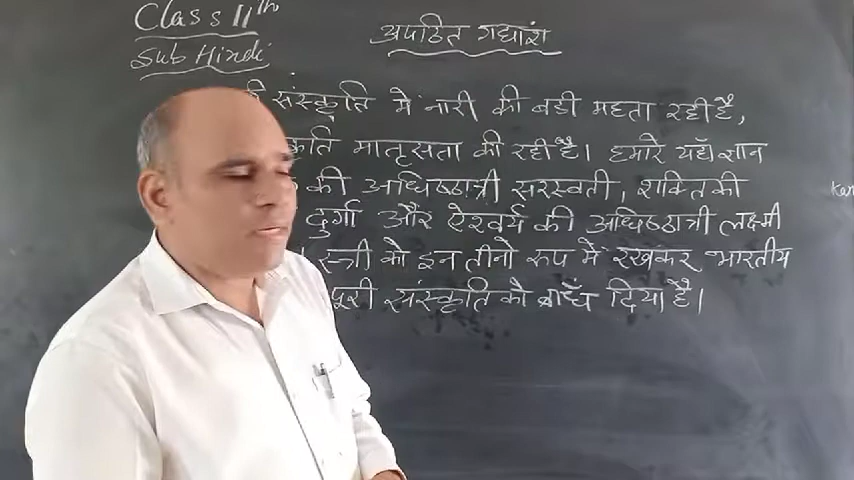 Class 11th
Sub Hindi
अपठित गद्यांश
संस्कृति में नारी की बडी महता रही है,
मातृसता की रही है। हमारे यहाँ ज्ञान
की अधिष्ठात्री सरस्वती, शक्ति की
दुर्गा और ऐश्वर्य की अधिष्ठात्री लक्ष्मी
स्त्री को इन तीनो रुप में रखकर भारतीय
पूरी संस्कृति को बाँध दिया है।